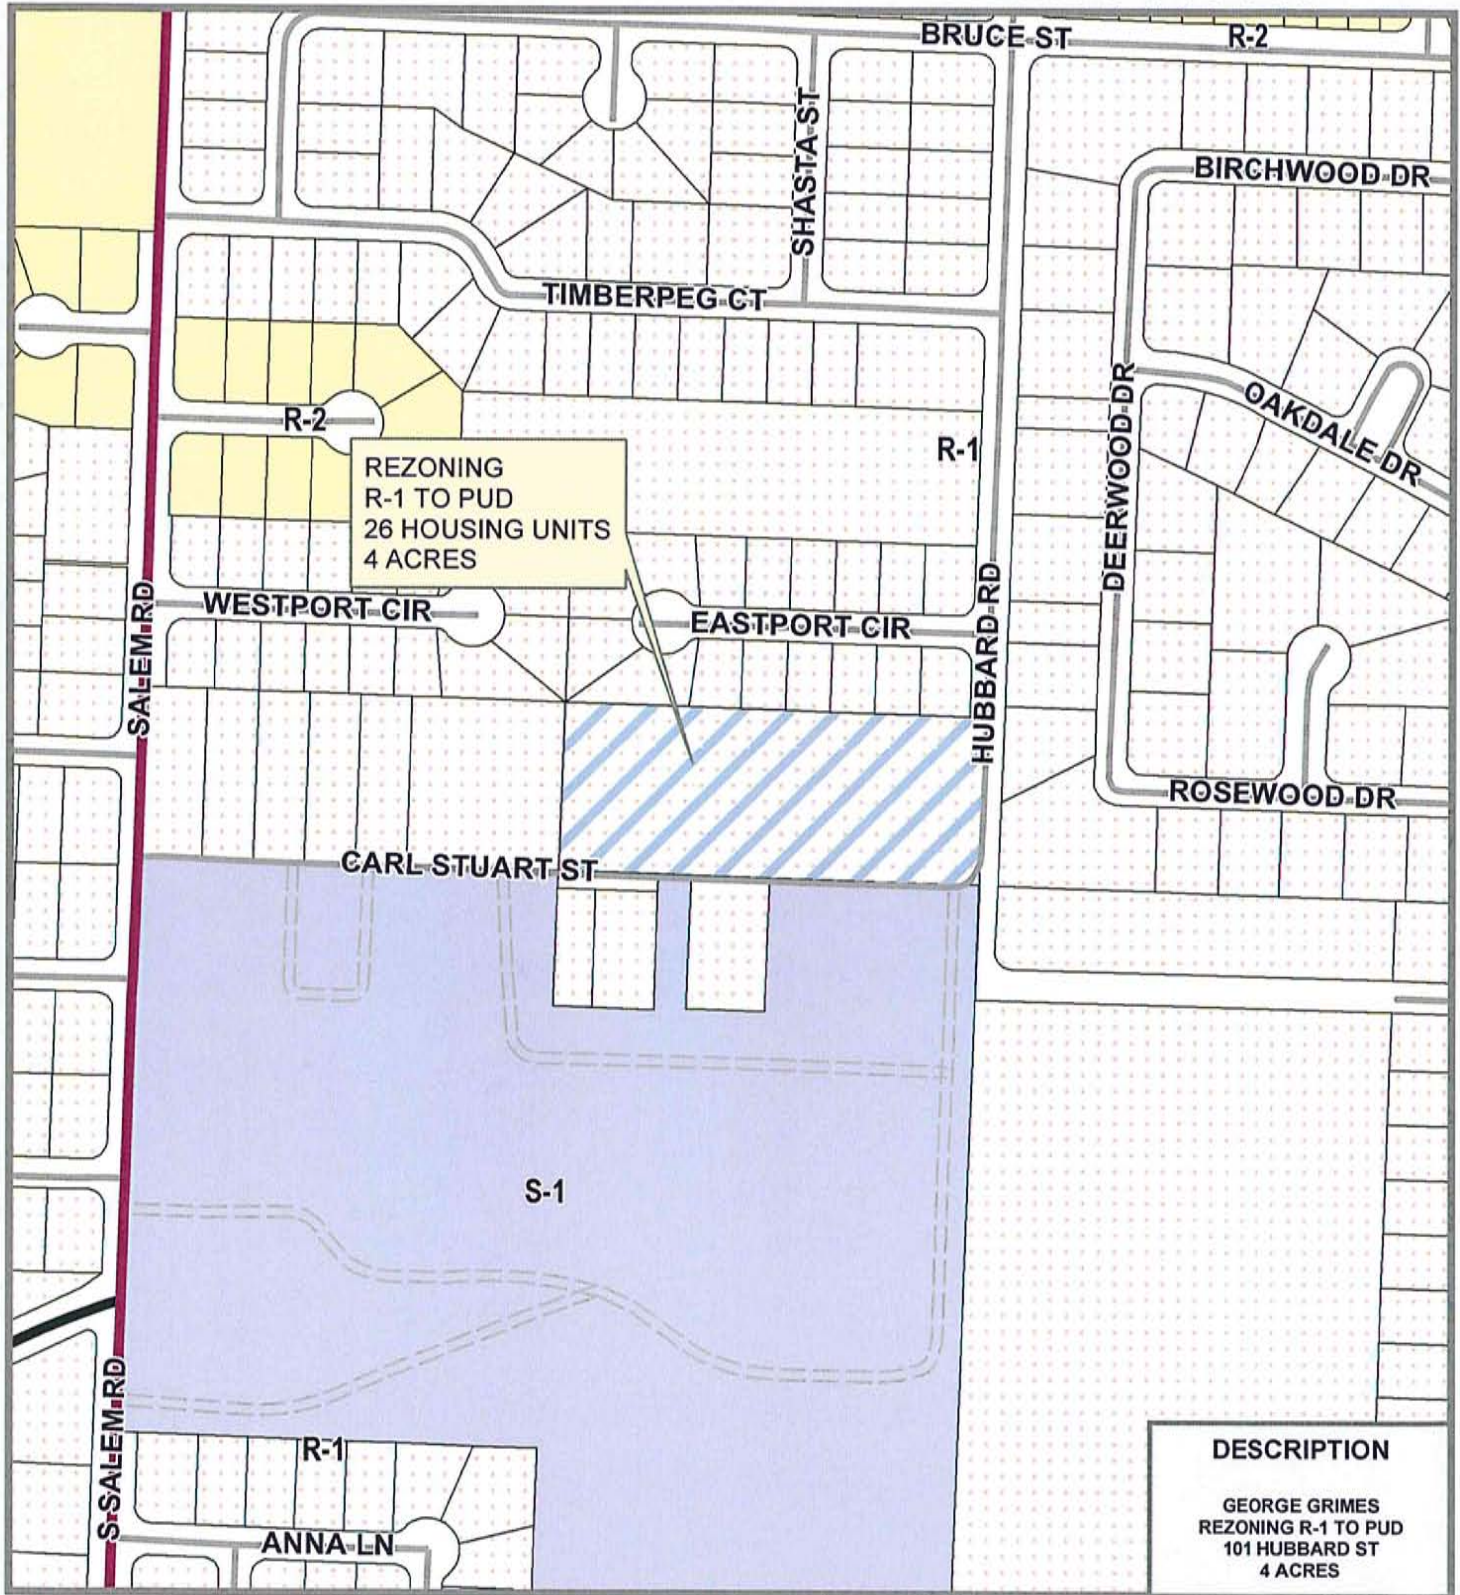 BRUCE ST
R-2
SHASTA ST
BIRCHWOOD DR
TIMBERPEG CT
DEERWOOD DR
OAKDALE DR
R-2
R-1
REZONING
R-1 TO PUD
26 HOUSING UNITS
4 ACRES
WESTPORT CIR
EASTPORT CIR
SALEM RD
HUBBARD RD
ROSEWOOD DR
CARL STUART ST
S-1
S SALEM RD
R-1
ANNA LN
DESCRIPTION
GEORGE GRIMES
REZONING R-1 TO PUD
101 HUBBARD ST
4 ACRES